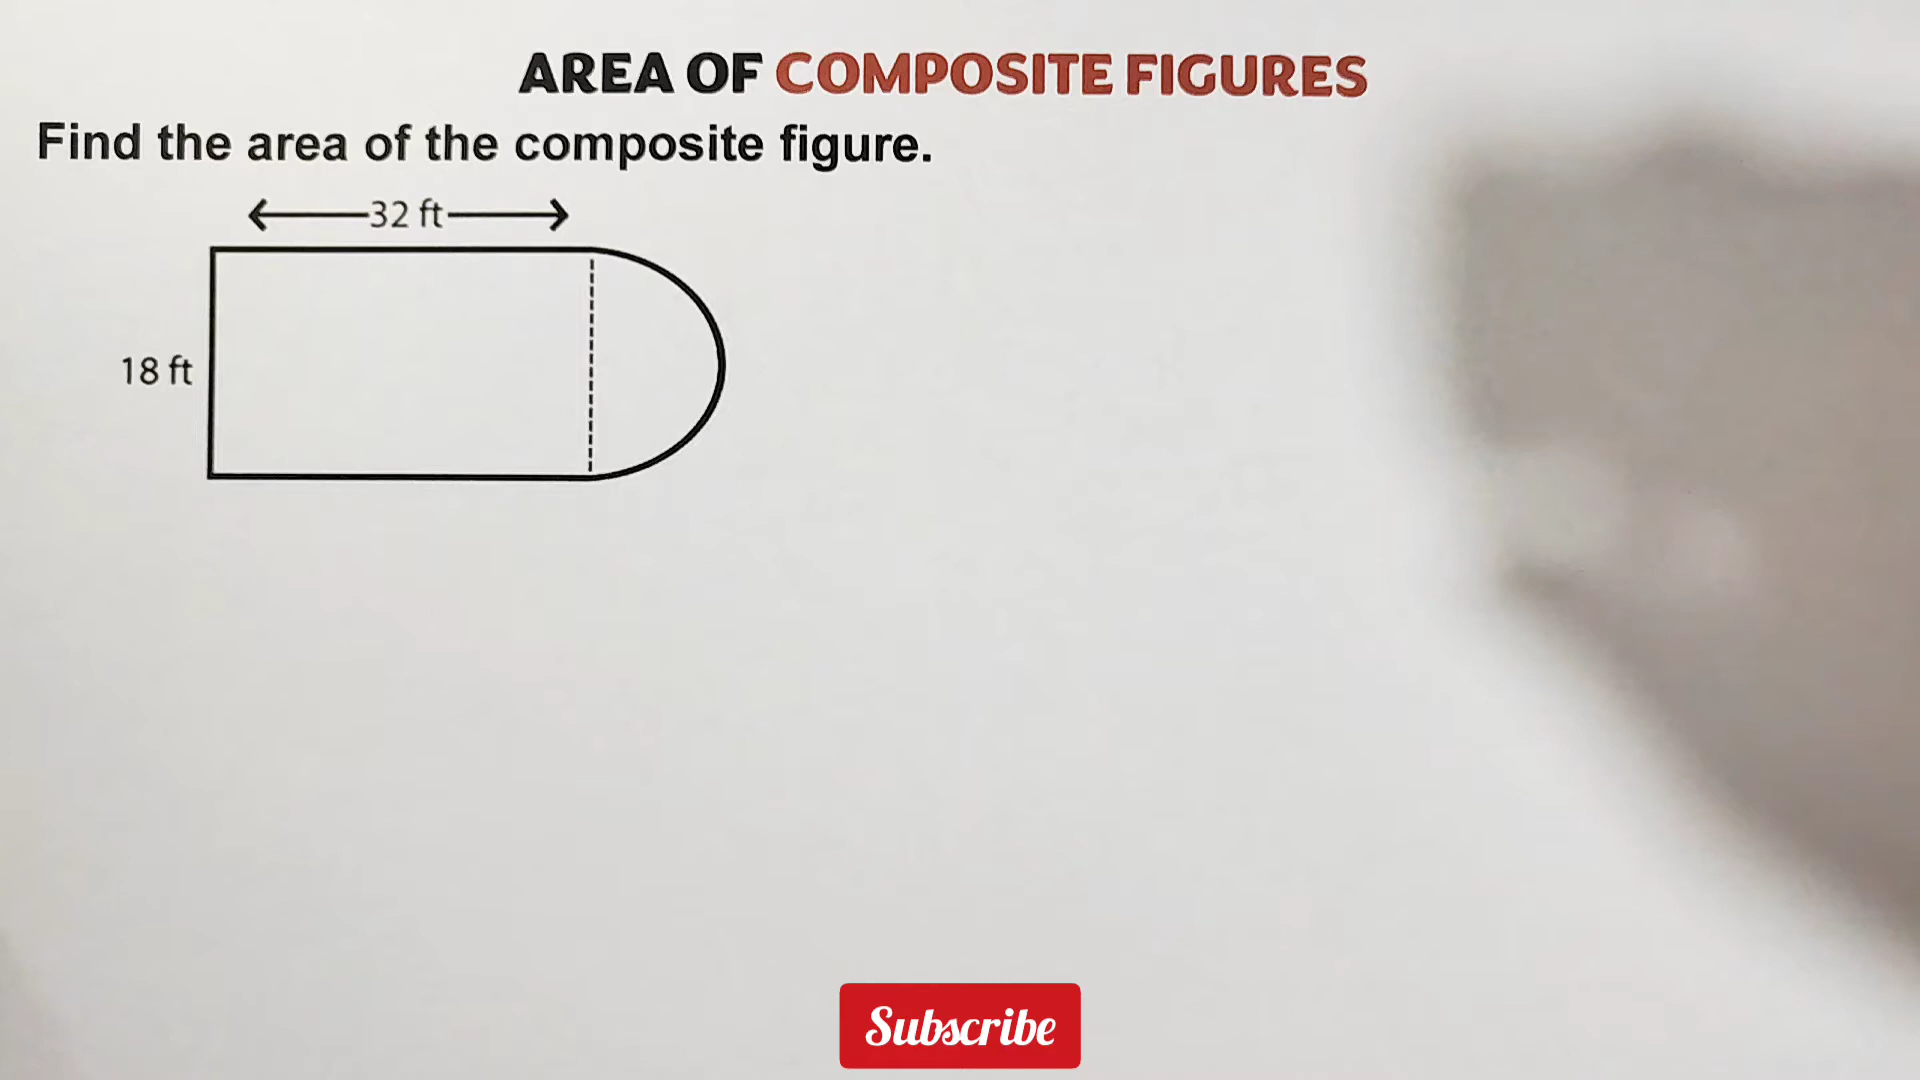 AREA OF COMPOSITE FIGURES
Find the area of the composite figure.
32 ft
18 ft
Subscribe